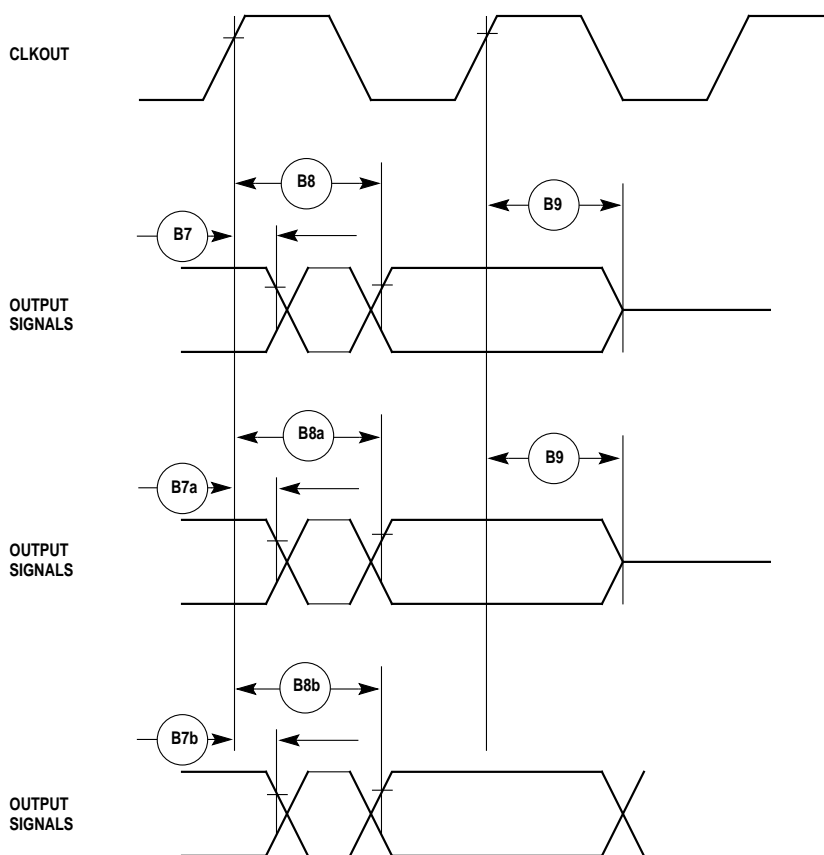 CLKOUT
B8
B9
B7
OUTPUT
SIGNALS
B8a
B9
B7a
OUTPUT
SIGNALS
B8b
B7b
OUTPUT
SIGNALS